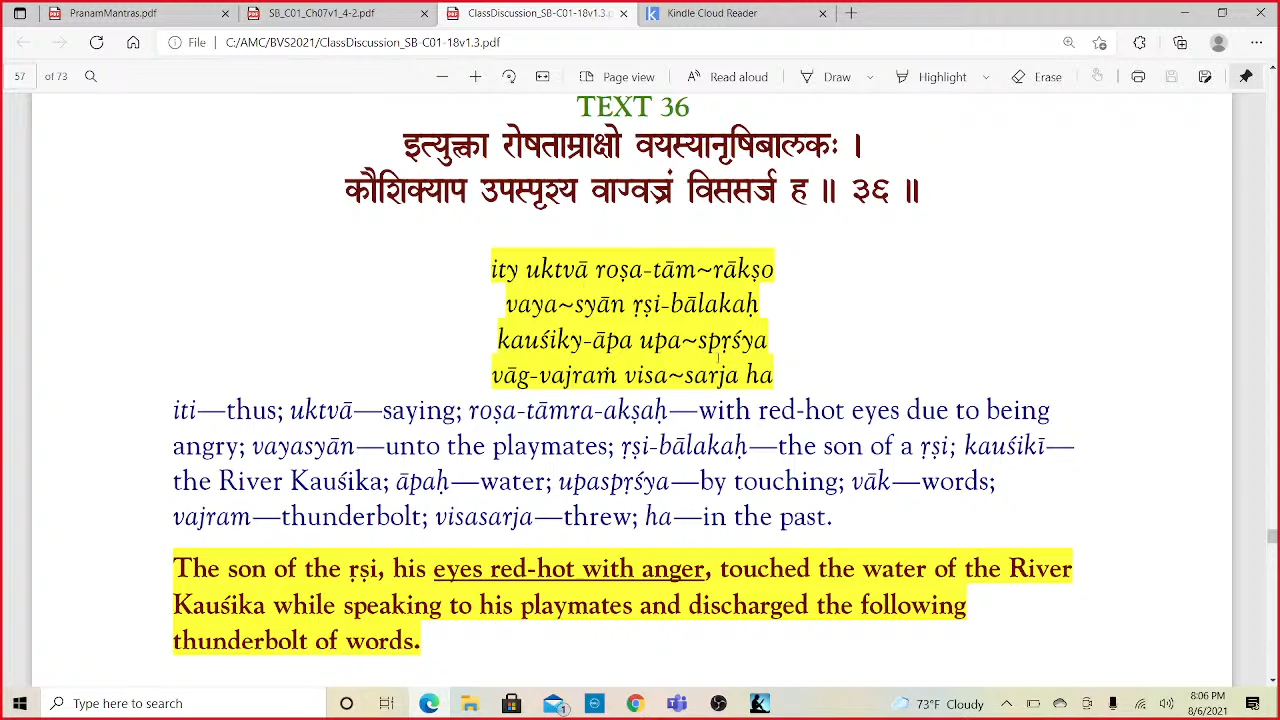 PranamMantras.pdf
SB_C01_Ch07v1_4-2.pdf
ClassDiscussion_SB-C01-18v1.3.pdf
Kindle Cloud Reader
File
C:/AMC/BVS2021/ClassDiscussion_SB-C01-18v1.3.pdf
57 of 73
Page view
Read aloud
Draw
Highlight
Erase
TEXT 36
इत्युक्त्वा रोषताम्राक्षो वयस्यानृषिबालकः ।
कौशिक्याप उपस्पृश्य वाग्वज्रं विससर्ज ह ॥ ३६ ॥
ity uktvā roṣa-tām~rākṣo
vaya~syān ṛṣi-bālakaḥ
kauśiky-āpa upa~spṛśya
vāg-vajraṁ visa~sarja ha
iti—thus; uktvā—saying; roṣa-tāmra-akṣaḥ—with red-hot eyes due to being
angry; vayasyān—unto the playmates; ṛṣi-bālakaḥ—the son of a ṛṣi; kauśikī—
the River Kauśika; āpaḥ—water; upaspṛśya—by touching; vāk—words;
vajram—thunderbolt; visasarja—threw; ha—in the past.
The son of the ṛṣi, his eyes red-hot with anger, touched the water of the River
Kauśika while speaking to his playmates and discharged the following
thunderbolt of words.
Type here to search
73°F Cloudy
8:06 PM
8/6/2021